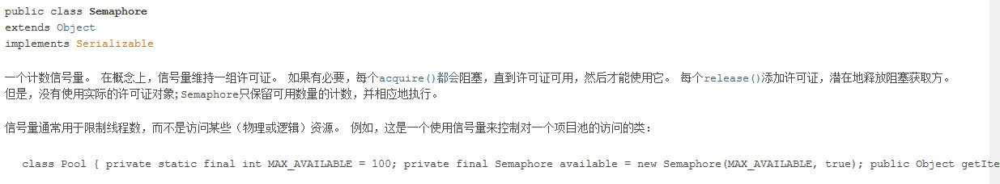 public class Semaphore
extends Object
implements Serializable
一个计数信号量。 在概念上，信号量维持一组许可证。 如果有必要，每个acquire()都会阻塞，直到许可证可用，然后才能使用它。 每个release()添加许可证，潜在地释放阻塞获取方。
但是，没有使用实际的许可证对象;Semaphore只保留可用数量的计数，并相应地执行。
信号量通常用于限制线程数，而不是访问某些（物理或逻辑）资源。 例如，这是一个使用信号量来控制对一个项目池的访问的类：
class Pool { private static final int MAX_AVAILABLE = 100; private final Semaphore available = new Semaphore(MAX_AVAILABLE, true); public Object getIte